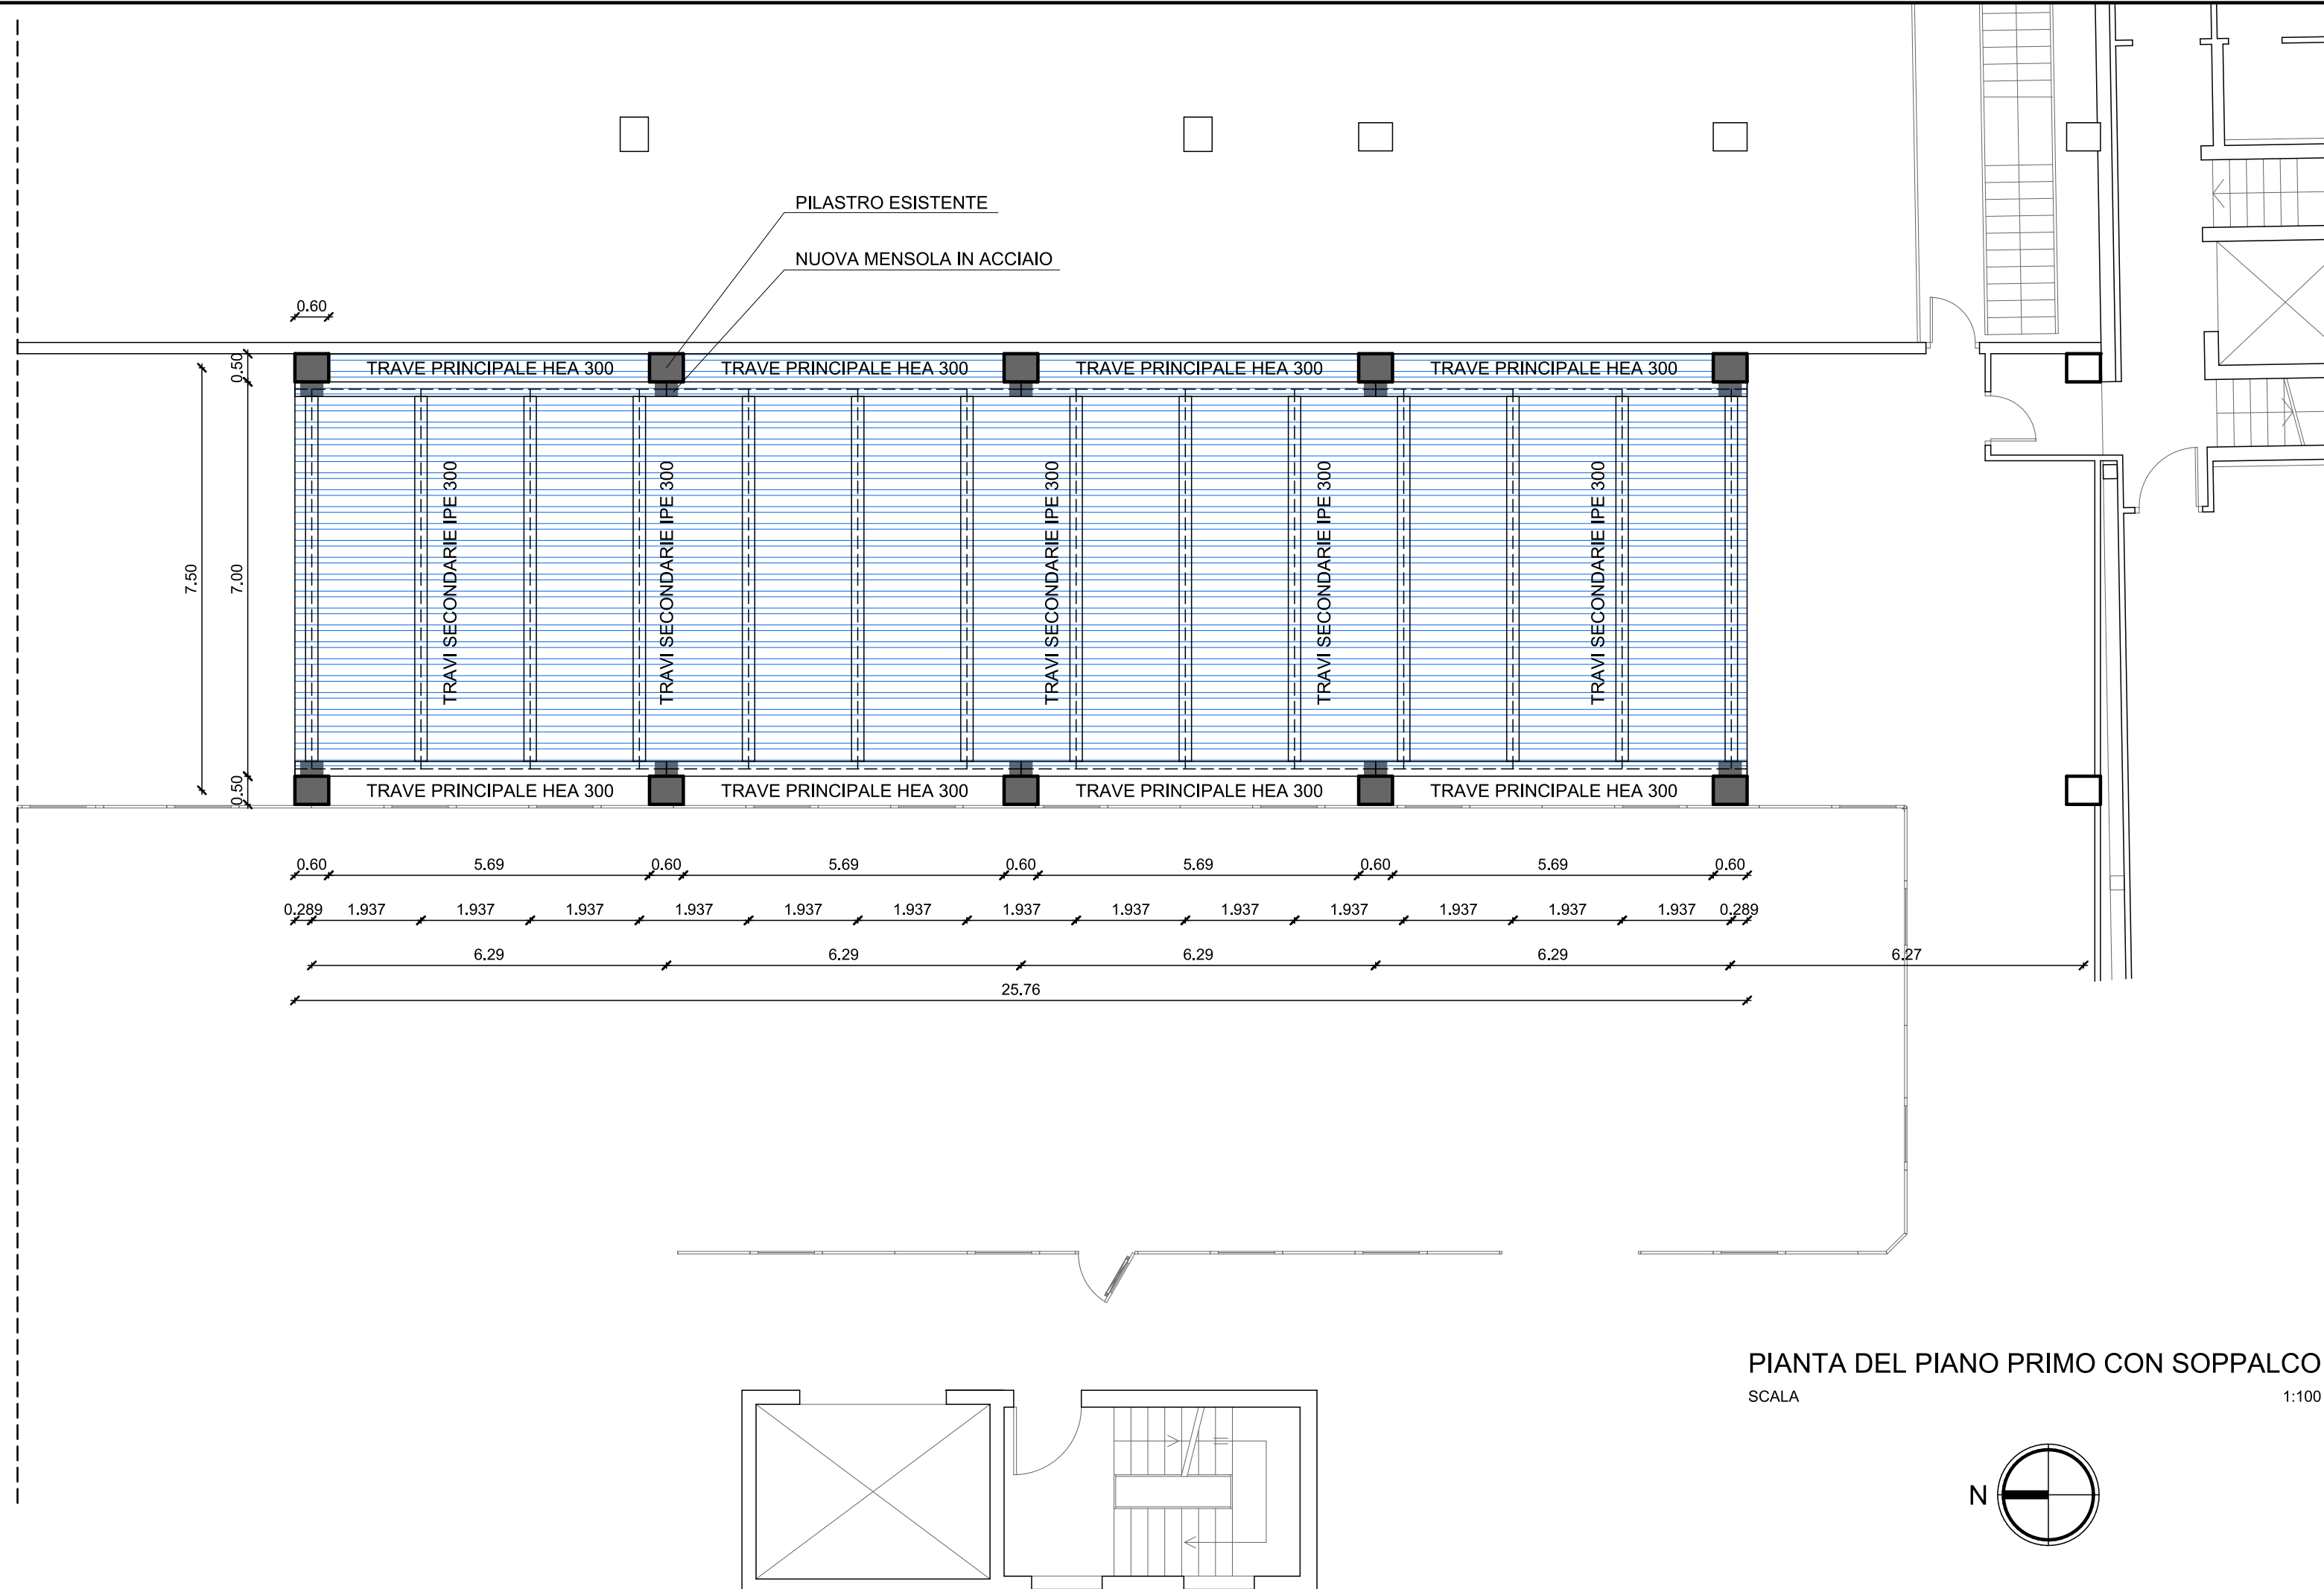 PILASTRO ESISTENTE
NUOVA MENSOLA IN ACCIAIO
0.60
0.50
TRAVE PRINCIPALE HEA 300
TRAVE PRINCIPALE HEA 300
TRAVE PRINCIPALE HEA 300
TRAVE PRINCIPALE HEA 300
7.50
7.00
TRAVI SECONDARIE IPE 300
TRAVI SECONDARIE IPE 300
TRAVI SECONDARIE IPE 300
TRAVI SECONDARIE IPE 300
TRAVI SECONDARIE IPE 300
0.50
TRAVE PRINCIPALE HEA 300
TRAVE PRINCIPALE HEA 300
TRAVE PRINCIPALE HEA 300
TRAVE PRINCIPALE HEA 300
0.60 5.69 0.60 5.69 0.60 5.69 0.60 5.69 0.60
0.289 1.937 1.937 1.937 1.937 1.937 1.937 1.937 1.937 1.937 1.937 1.937 1.937 1.937 0.289
6.29 6.29 6.29 6.29 6.27
25.76
PIANTA DEL PIANO PRIMO CON SOPPALCO
SCALA 1:100
N